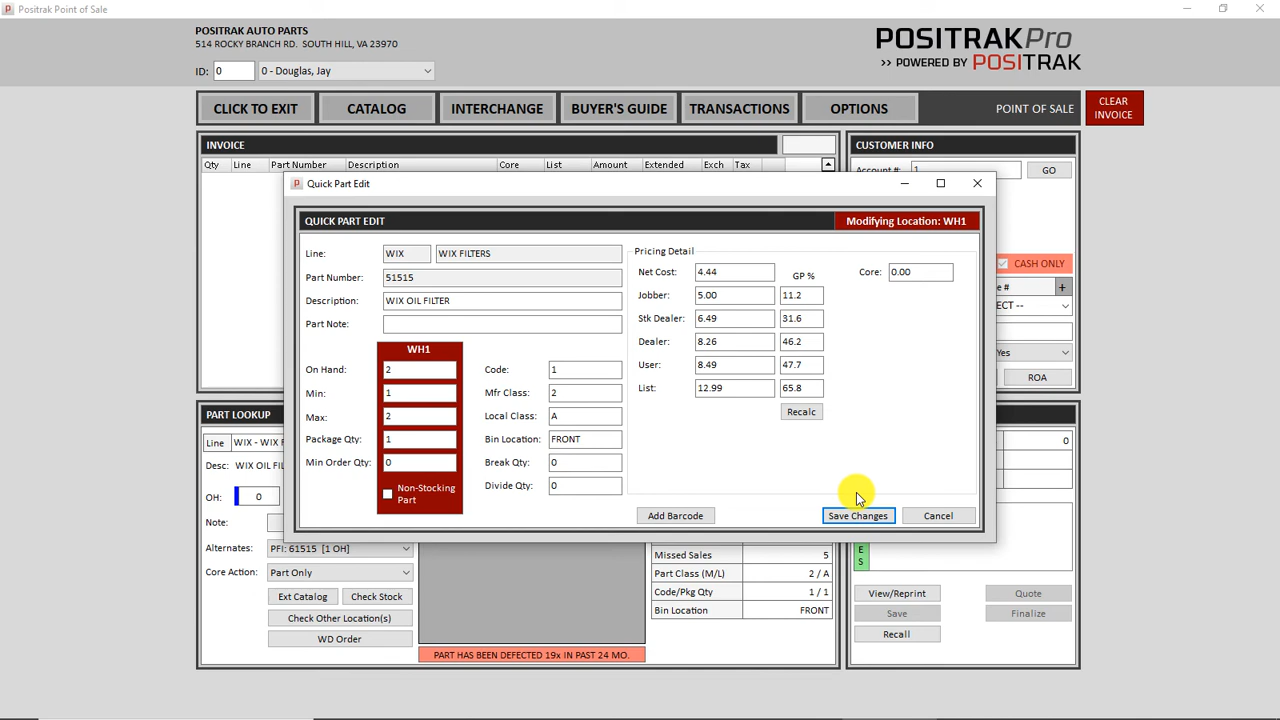 Positrak Point of Sale
POSITRAK AUTO PARTS
514 ROCKY BRANCH RD. SOUTH HILL, VA 23970
ID: 0 0 - Douglas, Jay
POSITRAKPro
>> POWERED BY POSITRAK
CLICK TO EXIT CATALOG INTERCHANGE BUYER'S GUIDE TRANSACTIONS OPTIONS POINT OF SALE
CLEAR
INVOICE
INVOICE
Qty Line Part Number Description Core List Amount Extended Exch Tax
CUSTOMER INFO
Account #: 1 GO
CASH ONLY
e # +
ECT --
Yes
ROA
Quick Part Edit
QUICK PART EDIT Modifying Location: WH1
Line: WIX WIX FILTERS
Part Number: 51515
Description: WIX OIL FILTER
Part Note:
WH1
On Hand: 2
Min: 1
Max: 2
Package Qty: 1
Min Order Qty: 0
Non-Stocking
Part
Code: 1
Mfr Class: 2
Local Class: A
Bin Location: FRONT
Break Qty: 0
Divide Qty: 0
Pricing Detail
GP %
Net Cost: 4.44
Jobber: 5.00 11.2
Stk Dealer: 6.49 31.6
Dealer: 8.26 46.2
User: 8.49 47.7
List: 12.99 65.8
Recalc
Core: 0.00
Add Barcode Save Changes Cancel
PART LOOKUP
Line WIX - WIX F
Desc: WIX OIL FIL
OH: 0
Note:
Alternates: PFI: 61515 [1 OH]
Core Action: Part Only
Ext Catalog Check Stock
Check Other Location(s)
WD Order
PART HAS BEEN DEFECTED 19x IN PAST 24 MO.
Missed Sales 5
Part Class (M/L) 2 / A
Code/Pkg Qty 1 / 1
Bin Location FRONT
0
E
S
View/Reprint Quote
Save Finalize
Recall